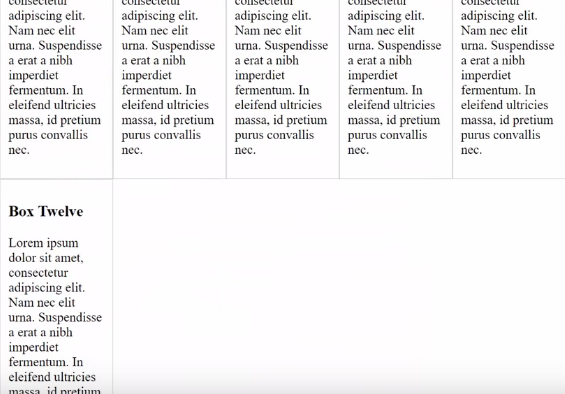 consectetur
adipiscing elit.
Nam nec elit
urna. Suspendisse
a erat a nibh
imperdiet
fermentum. In
eleifend ultricies
massa, id pretium
purus convallis
nec.
consectetur
adipiscing elit.
Nam nec elit
urna. Suspendisse
a erat a nibh
imperdiet
fermentum. In
eleifend ultricies
massa, id pretium
purus convallis
nec.
consectetur
adipiscing elit.
Nam nec elit
urna. Suspendisse
a erat a nibh
imperdiet
fermentum. In
eleifend ultricies
massa, id pretium
purus convallis
nec.
consectetur
adipiscing elit.
Nam nec elit
urna. Suspendisse
a erat a nibh
imperdiet
fermentum. In
eleifend ultricies
massa, id pretium
purus convallis
nec.
consectetur
adipiscing elit.
Nam nec elit
urna. Suspendisse
a erat a nibh
imperdiet
fermentum. In
eleifend ultricies
massa, id pretium
purus convallis
nec.
Box Twelve
Lorem ipsum
dolor sit amet,
consectetur
adipiscing elit.
Nam nec elit
urna. Suspendisse
a erat a nibh
imperdiet
fermentum. In
eleifend ultricies
massa, id pretium